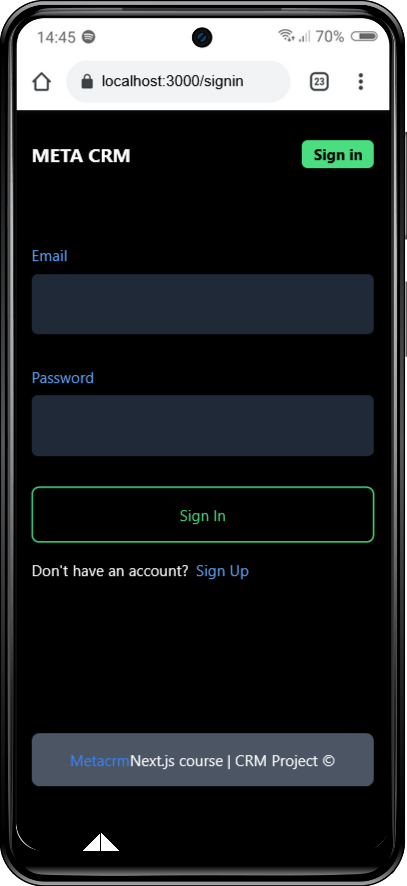 14:45 70%
localhost:3000/signin 23
META CRM Sign in
Email
Password
Sign In
Don't have an account? Sign Up
MetacrmNext.js course | CRM Project ©